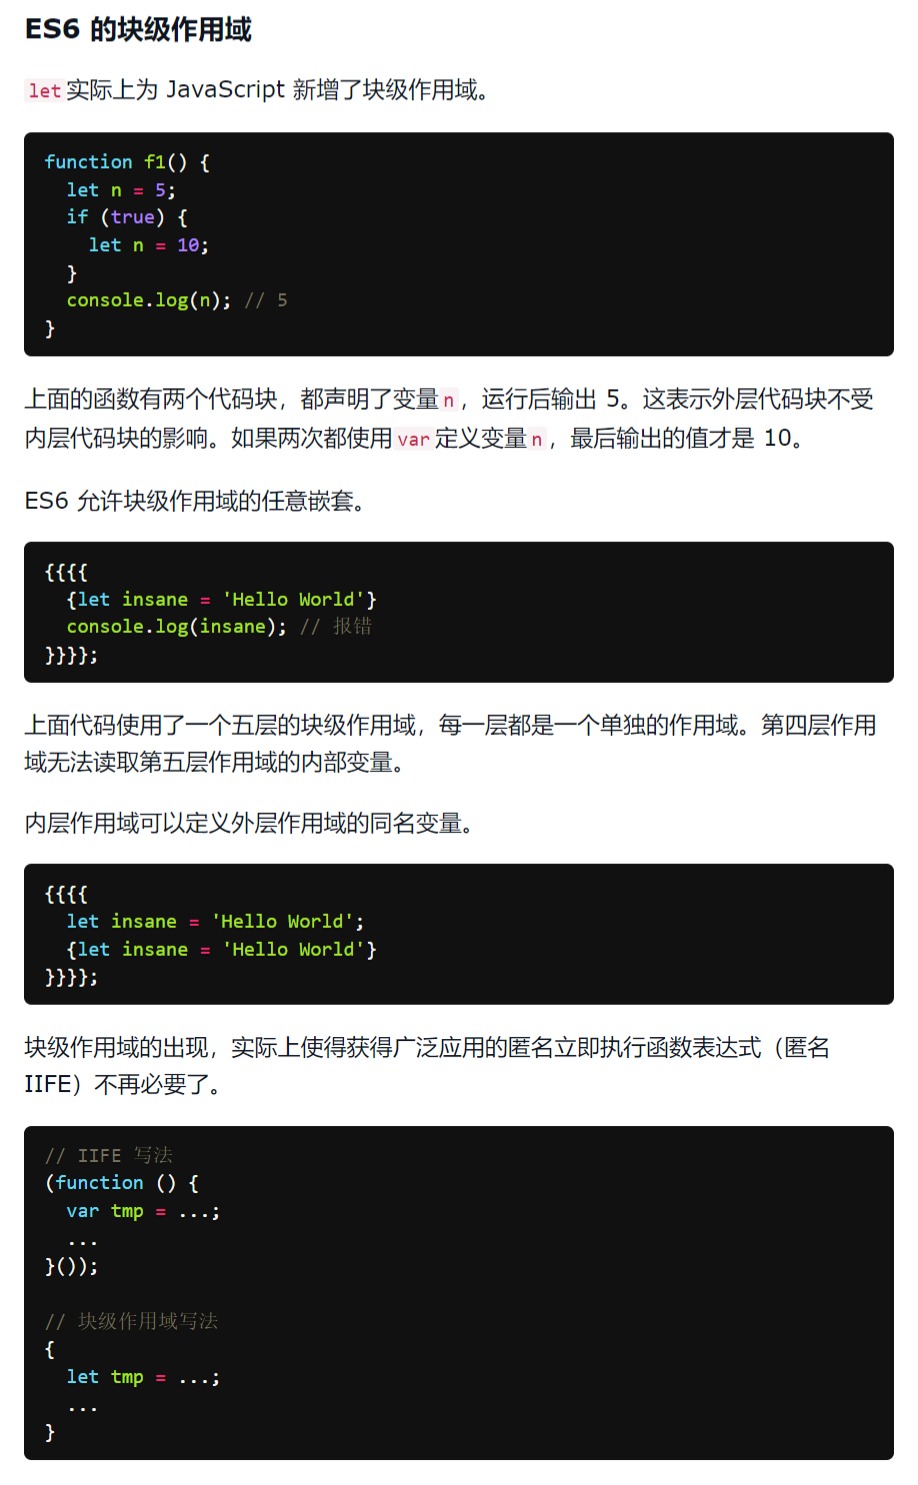 ES6 的块级作用域
let实际上为 JavaScript 新增了块级作用域。
function f1() {
  let n = 5;
  if (true) {
    let n = 10;
  }
  console.log(n); // 5
}
上面的函数有两个代码块，都声明了变量n，运行后输出 5。这表示外层代码块不受
内层代码块的影响。如果两次都使用var定义变量n，最后输出的值才是 10。
ES6 允许块级作用域的任意嵌套。
{{{{
  {let insane = 'Hello World'}
  console.log(insane); // 报错
}}}};
上面代码使用了一个五层的块级作用域，每一层都是一个单独的作用域。第四层作用
域无法读取第五层作用域的内部变量。
内层作用域可以定义外层作用域的同名变量。
{{{{
  let insane = 'Hello World';
  {let insane = 'Hello World'}
}}}};
块级作用域的出现，实际上使得获得广泛应用的匿名立即执行函数表达式（匿名
IIFE）不再必要了。
// IIFE 写法
(function () {
  var tmp = ...;
  ...
}());
// 块级作用域写法
{
  let tmp = ...;
  ...
}